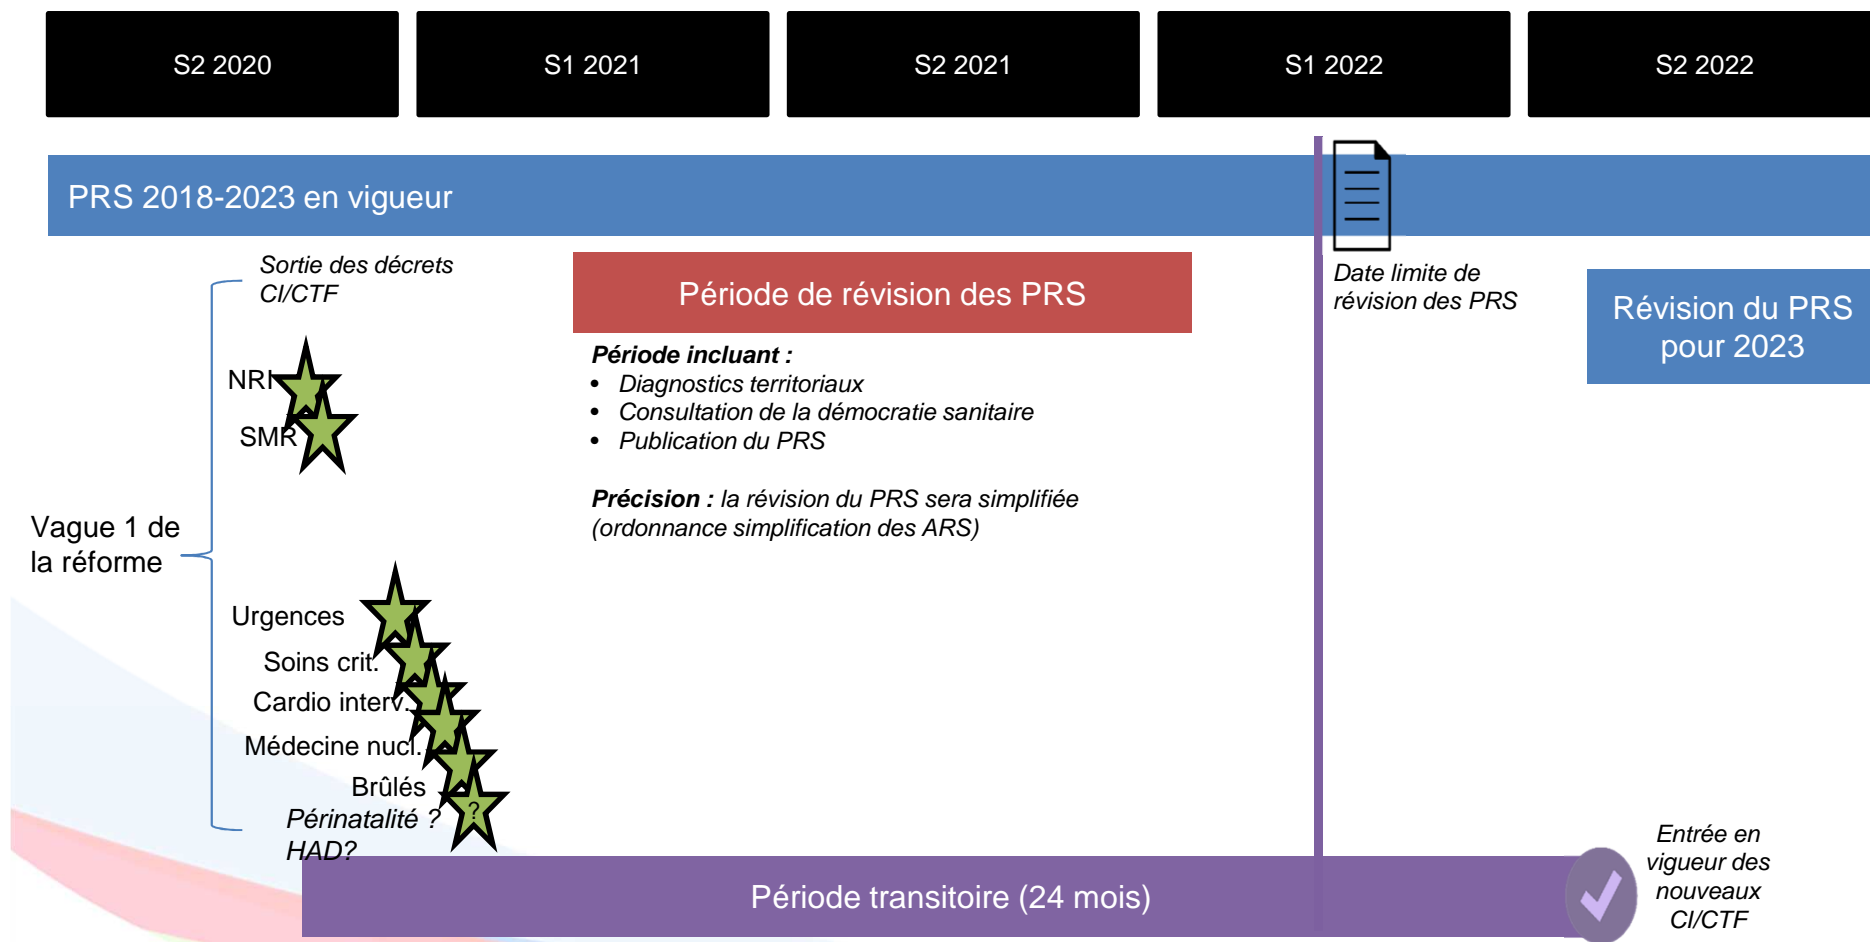 S2 2020
S1 2021
S2 2021
S1 2022
S2 2022
PRS 2018-2023 en vigueur
Sortie des décrets
CI/CTF
Période de révision des PRS
Date limite de
révision des PRS
Révision du PRS
pour 2023
Période incluant :
• Diagnostics territoriaux
• Consultation de la démocratie sanitaire
• Publication du PRS
Précision : la révision du PRS sera simplifiée
(ordonnance simplification des ARS)
NRI
SMR
Vague 1 de
la réforme
Urgences
Soins crit.
Cardio interv.
Médecine nucl.
Brûlés
Périnatalité ?
HAD?
?
Période transitoire (24 mois)
Entrée en
vigueur des
nouveaux
CI/CTF